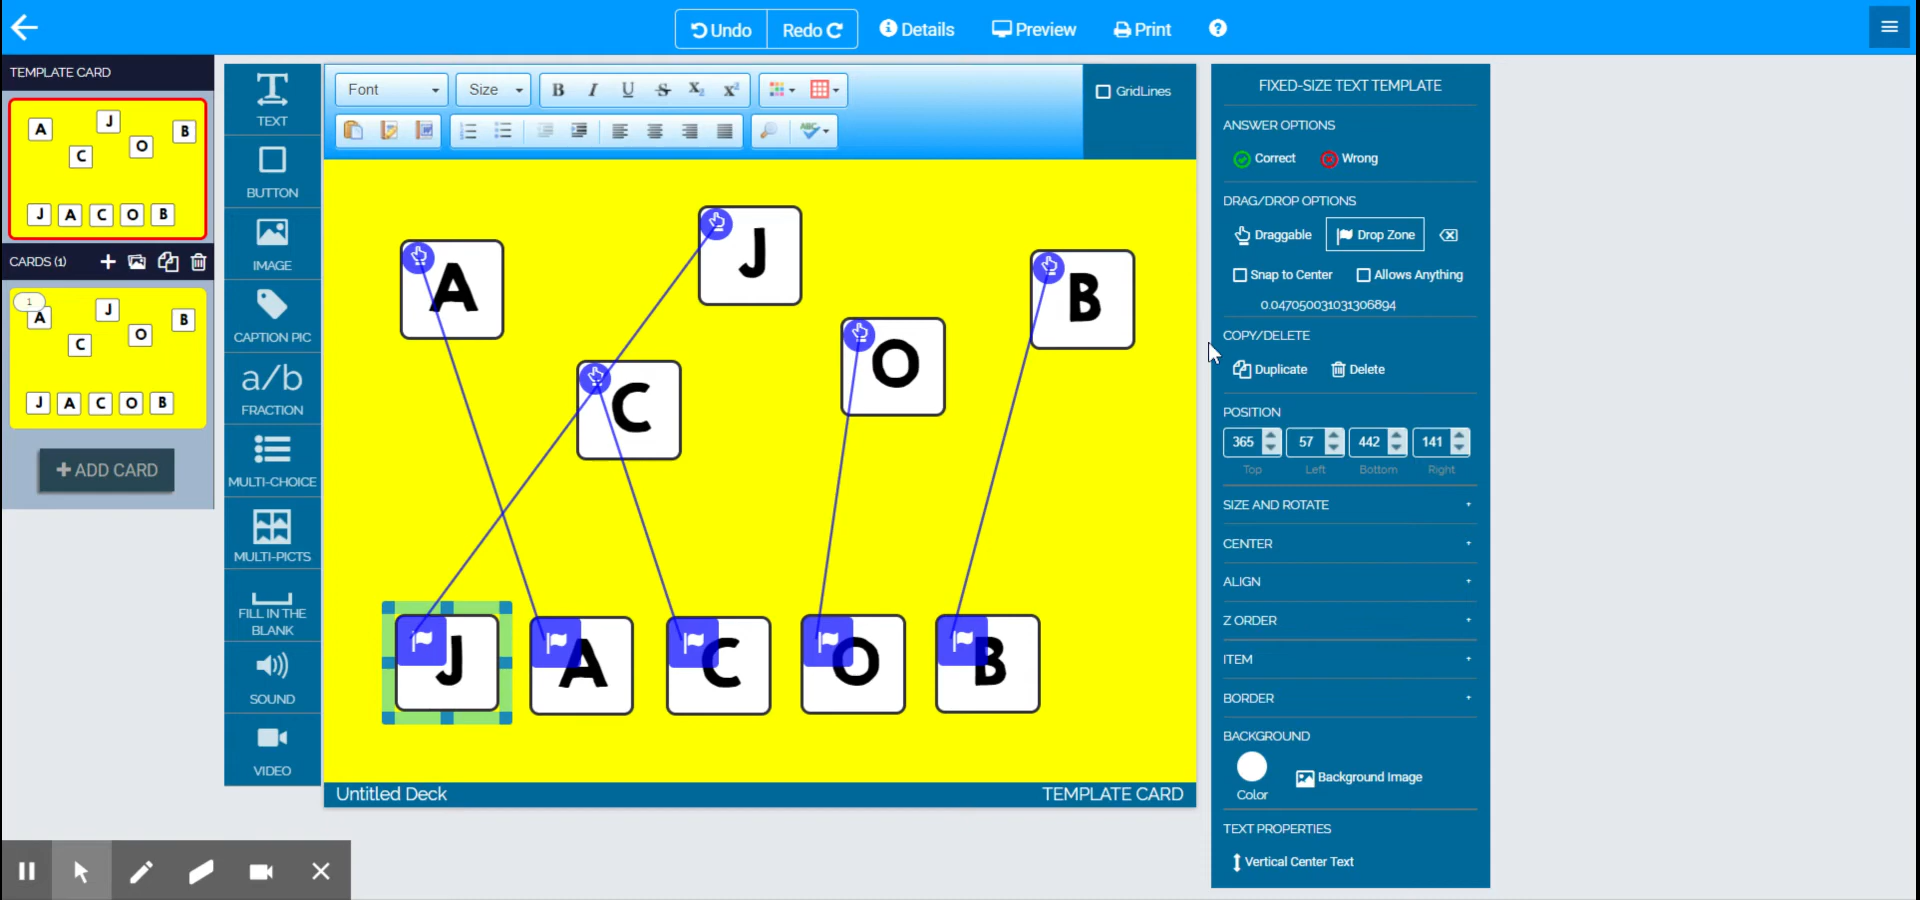 Undo Redo Details Preview Print ?
TEMPLATE CARD
A J B
C O
J A C O B
CARDS (1)
1
A J B
C O
J A C O B
+ ADD CARD
TEXT
BUTTON
IMAGE
CAPTION PIC
a/b
FRACTION
MULTI-CHOICE
MULTI-PICTS
FILL IN THE
BLANK
SOUND
VIDEO
Font Size B I U S X₂ X²
ABC
GridLines
J
A
B
O
C
J A C O B
Untitled Deck TEMPLATE CARD
FIXED-SIZE TEXT TEMPLATE
ANSWER OPTIONS
Correct Wrong
DRAG/DROP OPTIONS
Draggable Drop Zone
Snap to Center Allows Anything
0.047050031031306894
COPY/DELETE
Duplicate Delete
POSITION
365 57 442 141
Top Left Bottom Right
SIZE AND ROTATE +
CENTER +
ALIGN +
Z ORDER +
ITEM +
BORDER +
BACKGROUND
Color Background Image
TEXT PROPERTIES
Vertical Center Text